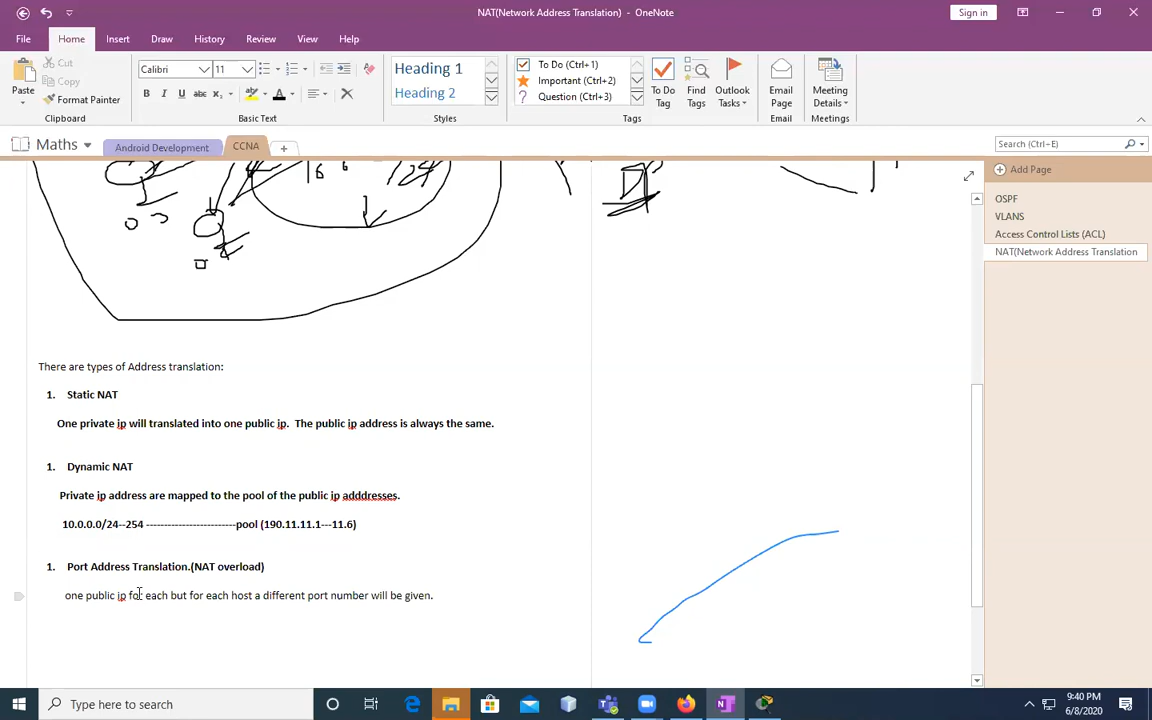 NAT(Network Address Translation) - OneNote
Sign in
File Home Insert Draw View History Review View Help
Paste
Cut
Copy
Format Painter
Clipboard
Calibri 11
B I U abc X₂ A
Basic Text
Heading 1
Heading 2
Styles
To Do (Ctrl+1)
Important (Ctrl+2)
? Question (Ctrl+3)
Tags
To Do Tag
Find Tags
Outlook Tasks
Email Page
Email
Meeting Details
Meetings
Maths
Android Development
CCNA
Search (Ctrl+E)
Add Page
OSPF
VLANS
Access Control Lists (ACL)
NAT(Network Address Translation
There are types of Address translation:
1. Static NAT
One private ip will translated into one public ip. The public ip address is always the same.
1. Dynamic NAT
Private ip address are mapped to the pool of the public ip adddresses.
10.0.0.0/24--254 -------------------------pool (190.11.11.1---11.6)
1. Port Address Translation.(NAT overload)
one public ip for each but for each host a different port number will be given.
Type here to search
9:40 PM
6/8/2020